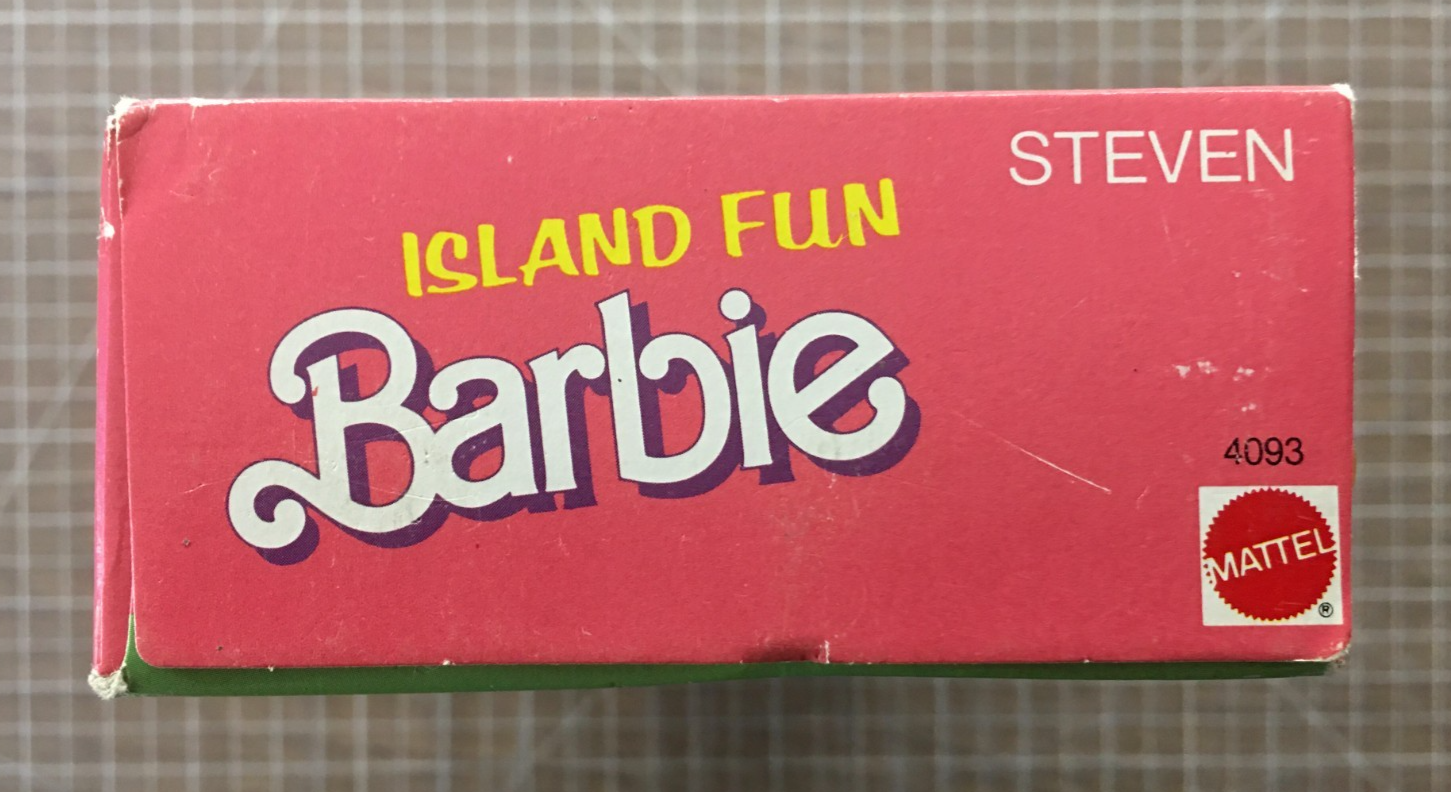 STEVEN
ISLAND FUN
Barbie
4093
MATTEL
®